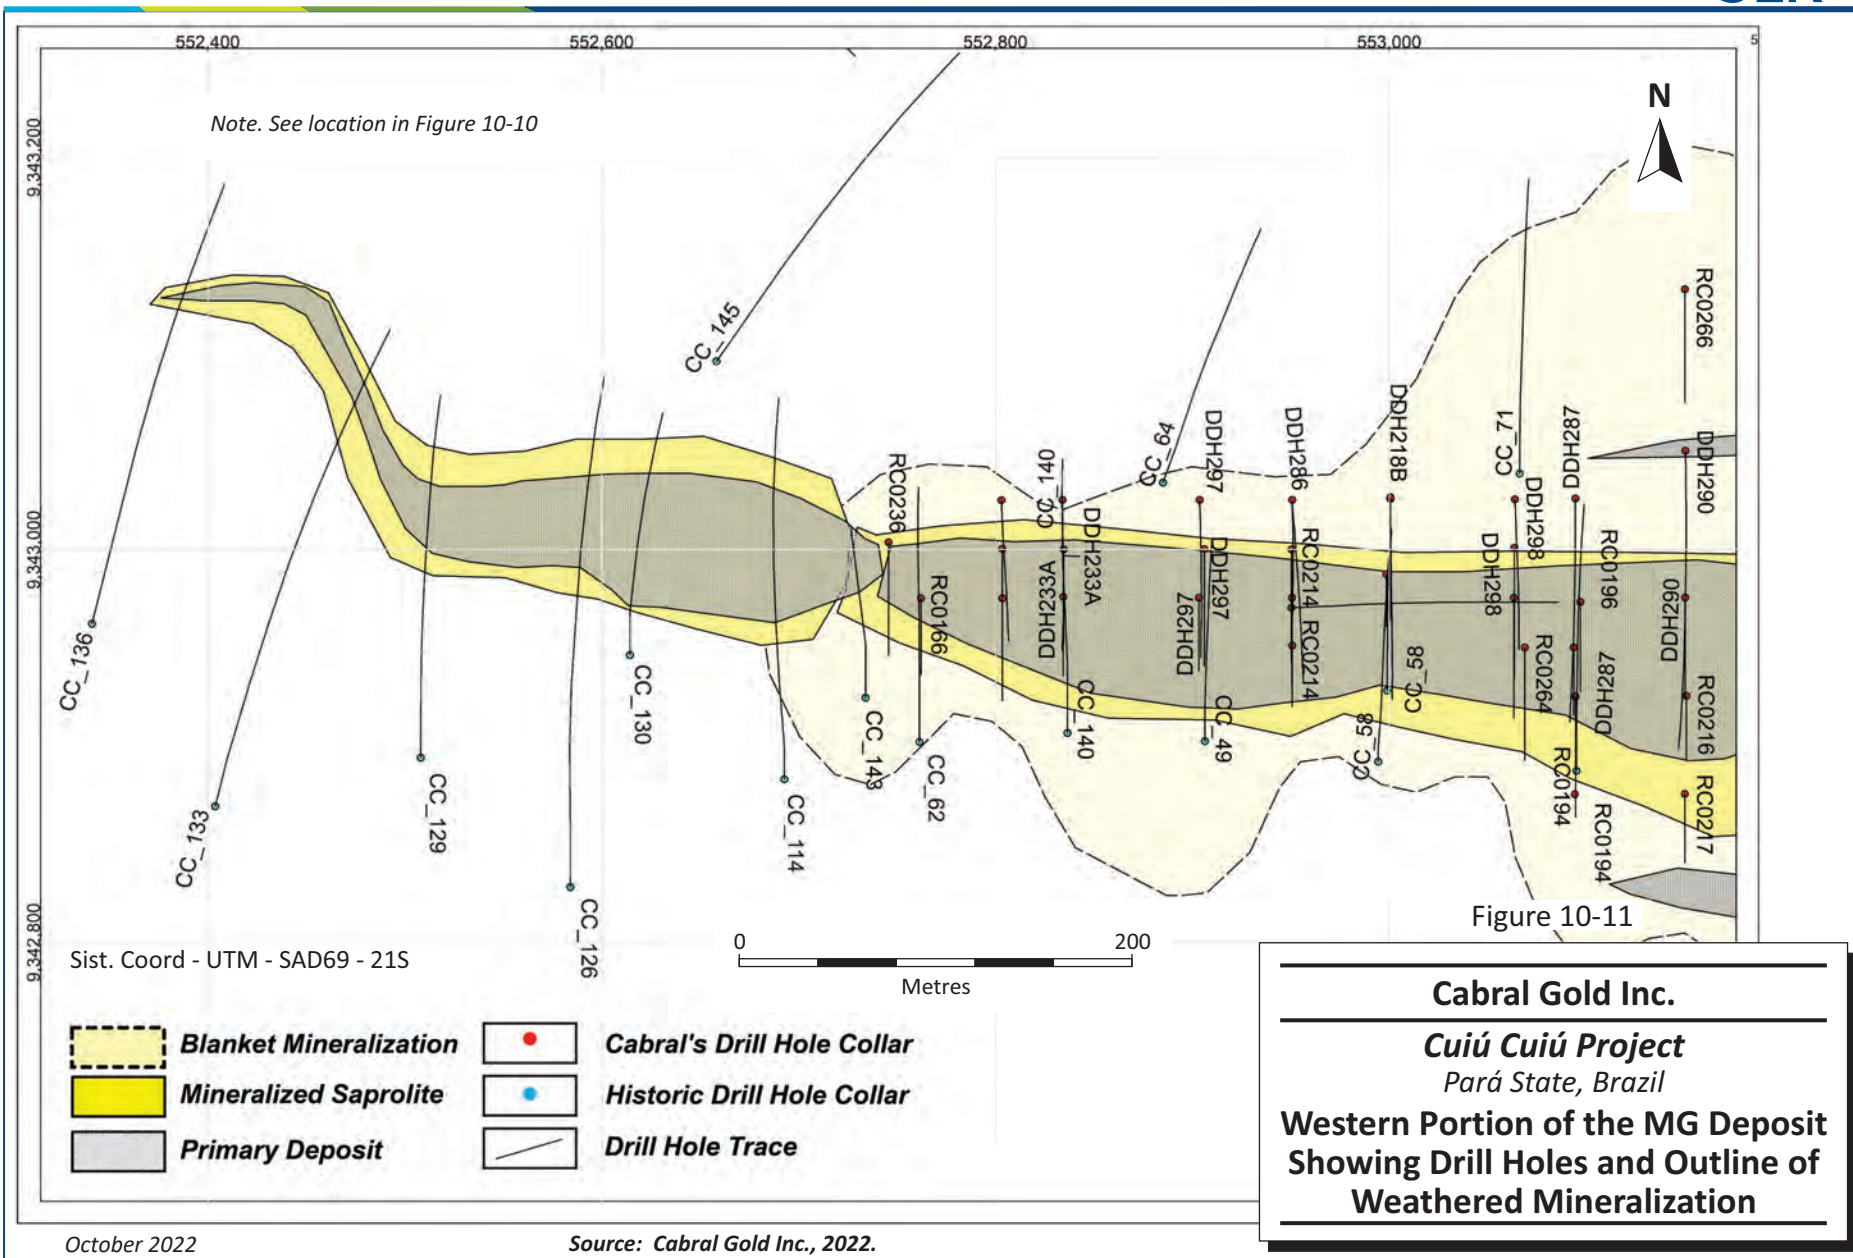 552,400
552,600
552,800
553,000
5
Note. See location in Figure 10-10
N
9,343,200
9,343,000
9,342,800
CC_145
CC_64
CC_71
RC0266
DDH287
DDH290
DDH218B
DDH286
DDH297
CC_140
RC0236
DDH298
DDH233A
RC0214
RC0196
DDH297
DDH298
DDH233A
RC0166
DDH297
DDH290
CC_136
CC_130
RC0214
CC_58
RC0264
DDH287
CC_143
CC_140
CC_49
CC_58
RC0216
CC_133
CC_129
CC_114
CC_62
RC0194
RC0194
RC0217
CC_126
Figure 10-11
Sist. Coord - UTM - SAD69 - 21S
0
200
Metres
Blanket Mineralization
Mineralized Saprolite
Primary Deposit
Cabral's Drill Hole Collar
Historic Drill Hole Collar
Drill Hole Trace
Cabral Gold Inc.
Cuiú Cuiú Project
Pará State, Brazil
Western Portion of the MG Deposit
Showing Drill Holes and Outline of
Weathered Mineralization
October 2022
Source: Cabral Gold Inc., 2022.